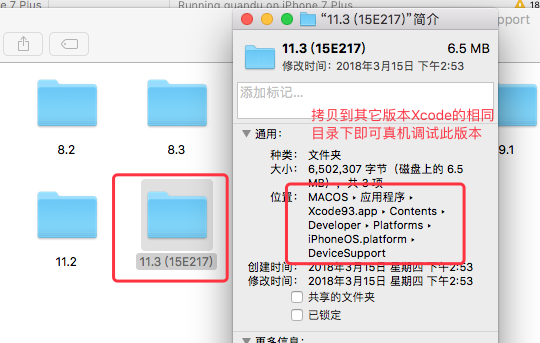 7 Plus
Running quandu on iPhone 7 Plus
18
pport
“11.3 (15E217)”简介
11.3 (15E217)
6.5 MB
修改时间：2018年3月15日 下午2:53
添加标记...
拷贝到其它版本Xcode的相同
目录下即可真机调试此版本
8.2
8.3
9.1
11.2
11.3 (15E217)
通用：
种类： 文件夹
大小： 6,502,307 字节（磁盘上的 6.5
MB），共 3 项
位置： MACOS ▸ 应用程序 ▸
Xcode93.app ▸ Contents ▸
Developer ▸ Platforms ▸
iPhoneOS.platform ▸
DeviceSupport
创建时间： 2018年3月15日 星期四 下午2:53
修改时间： 2018年3月15日 星期四 下午2:53
共享的文件夹
已锁定
更多信息：